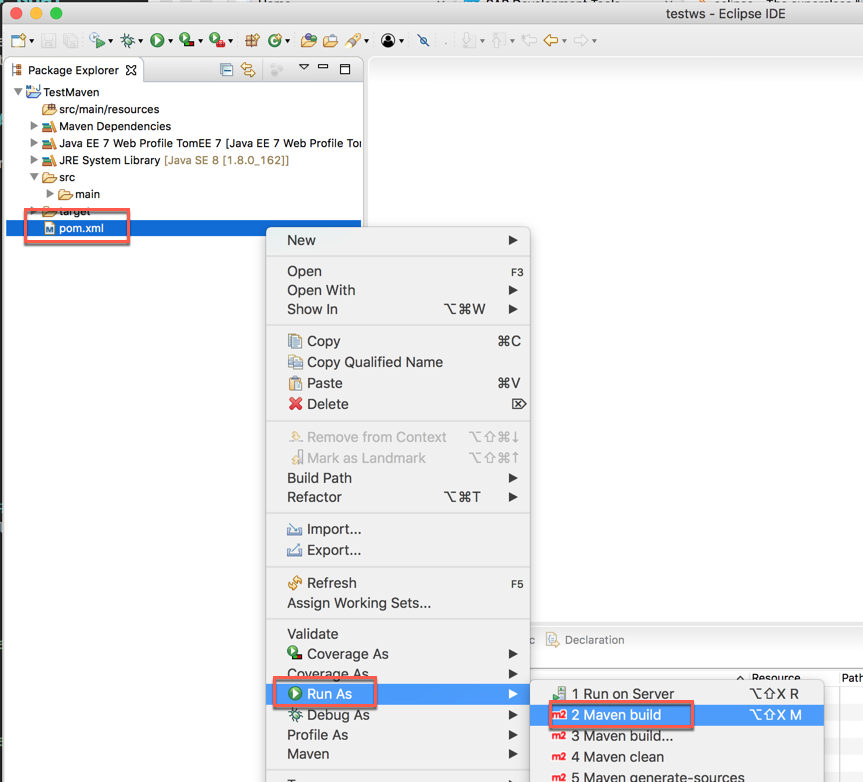 testws - Eclipse IDE
Package Explorer
TestMaven
src/main/resources
Maven Dependencies
Java EE 7 Web Profile TomEE 7 [Java EE 7 Web Profile To
JRE System Library [Java SE 8 [1.8.0_162]]
src
main
target
pom.xml
New
Open F3
Open With
Show In ⌥⌘W
Copy ⌘C
Copy Qualified Name
Paste ⌘V
Delete ⌦
Remove from Context ⌥⇧⌘↓
Mark as Landmark ⌥⇧⌘↑
Build Path
Refactor ⌥⌘T
Import...
Export...
Refresh F5
Assign Working Sets...
Validate
Coverage As
Coverage As
Run As
Debug As
Profile As
Maven
Declaration
Resource Path
1 Run on Server ⌥⇧X R
m2 2 Maven build ⌥⇧X M
m2 3 Maven build...
m2 4 Maven clean
m2 5 Maven generate-sources